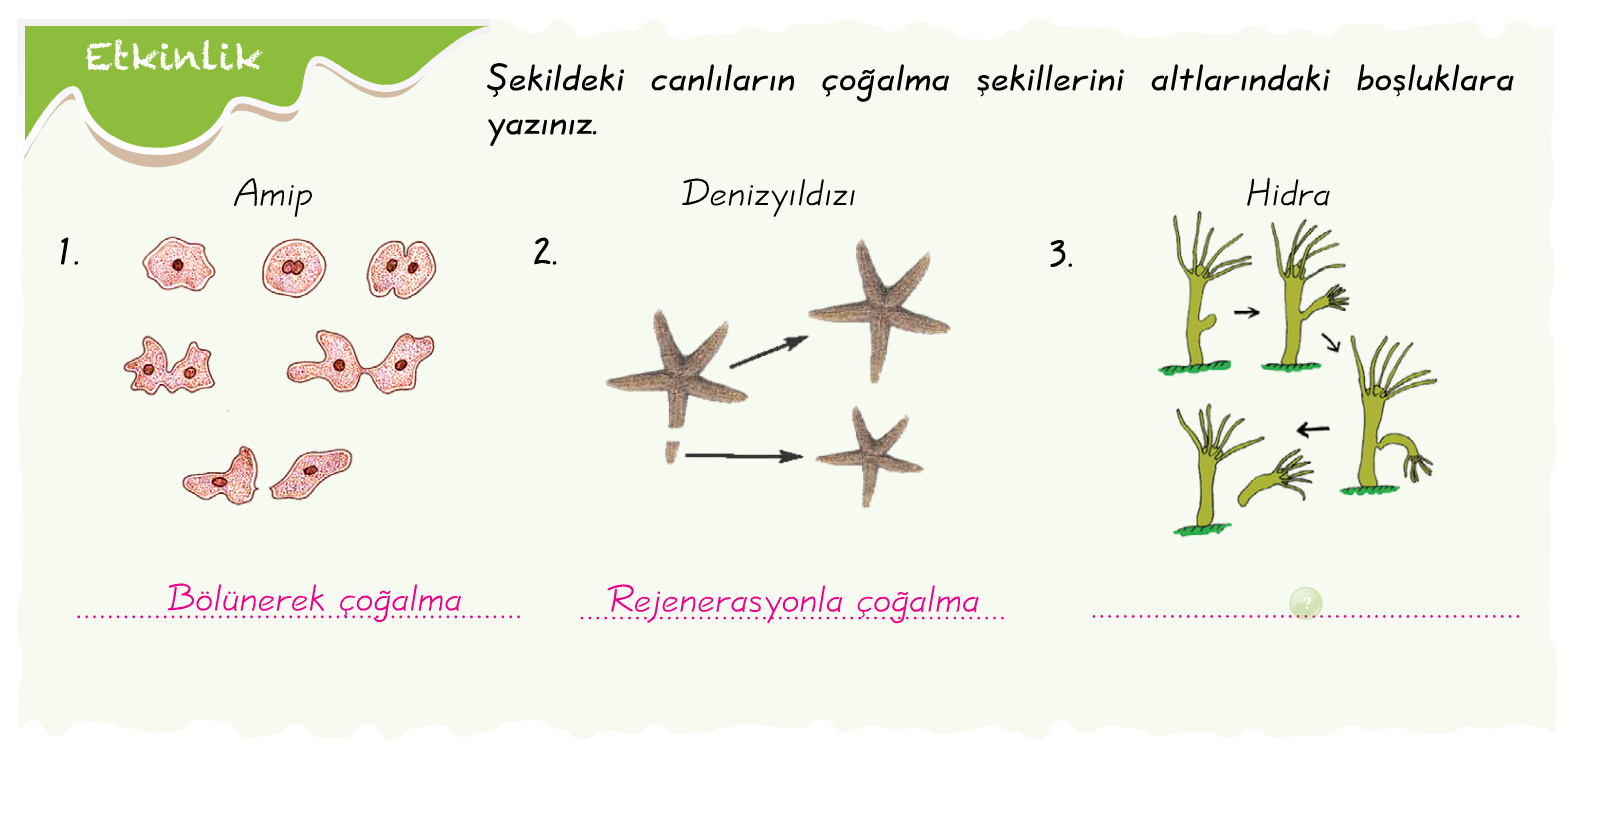 Etkinlik
Şekildeki canlıların çoğalma şekillerini altlarındaki boşluklara
yazınız.
Amip
Denizyıldızı
Hidra
1.
2.
3.
Bölünerek çoğalma
Rejenerasyonla çoğalma
?